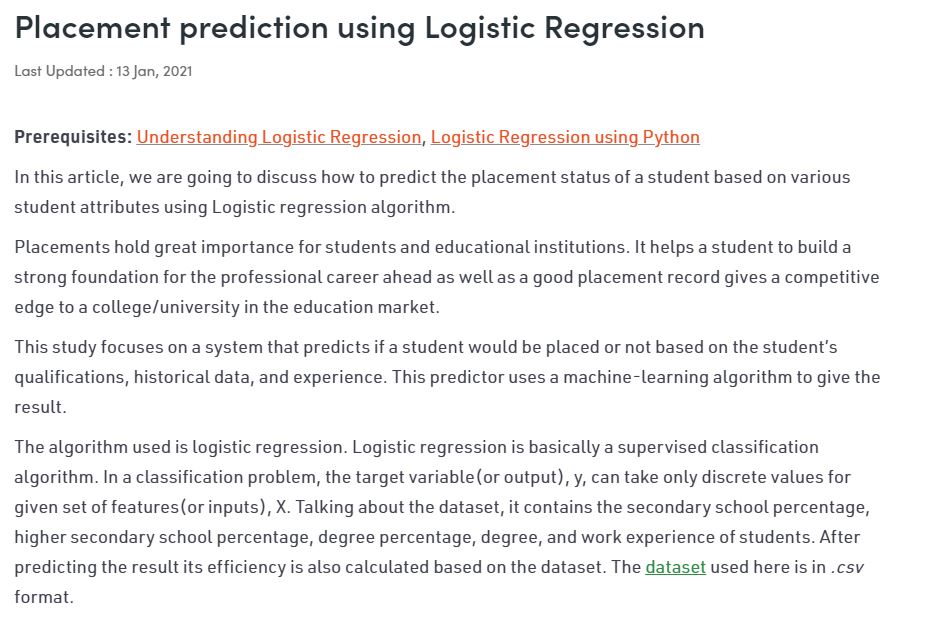 Placement prediction using Logistic Regression
Last Updated : 13 Jan, 2021
Prerequisites: Understanding Logistic Regression, Logistic Regression using Python
In this article, we are going to discuss how to predict the placement status of a student based on various
student attributes using Logistic regression algorithm.
Placements hold great importance for students and educational institutions. It helps a student to build a
strong foundation for the professional career ahead as well as a good placement record gives a competitive
edge to a college/university in the education market.
This study focuses on a system that predicts if a student would be placed or not based on the student’s
qualifications, historical data, and experience. This predictor uses a machine-learning algorithm to give the
result.
The algorithm used is logistic regression. Logistic regression is basically a supervised classification
algorithm. In a classification problem, the target variable(or output), y, can take only discrete values for
given set of features(or inputs), X. Talking about the dataset, it contains the secondary school percentage,
higher secondary school percentage, degree percentage, degree, and work experience of students. After
predicting the result its efficiency is also calculated based on the dataset. The dataset used here is in .csv
format.